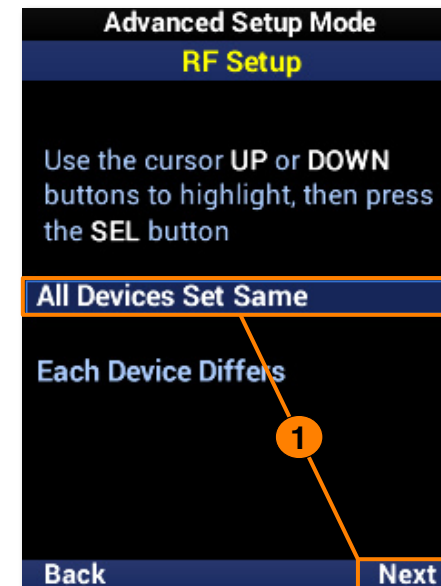 Advanced Setup Mode
RF Setup
Use the cursor UP or DOWN
buttons to highlight, then press
the SEL button
All Devices Set Same
Each Device Differs
1
Back Next